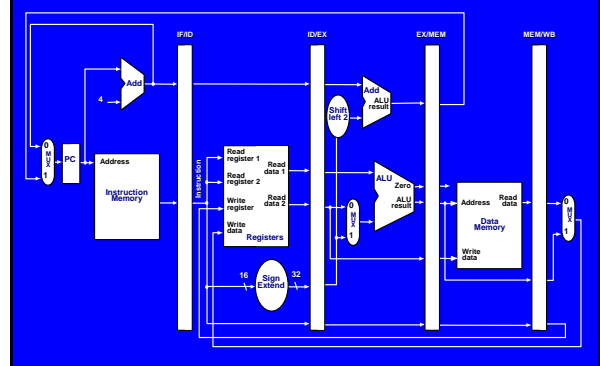 IF/ID
ID/EX
EX/MEM
MEM/WB
Add
4
Add
ALU
result
Shift
left 2
0
MUX
1
PC
Address
Instruction
Memory
Instruction
Read
register 1
Read
register 2
Write
register
Write
data
Read
data 1
Read
data 2
Registers
0
MUX
1
ALU
Zero
ALU
result
Address
Read
data
Data
Memory
Write
data
0
MUX
1
16
Sign
Extend
32